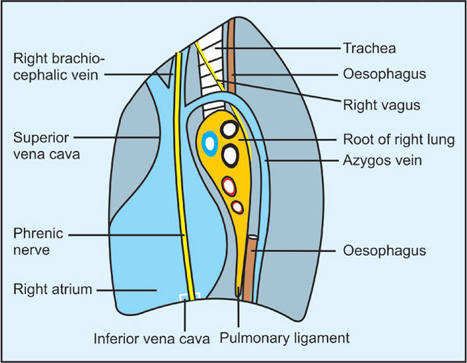 Right brachio-
cephalic vein
Superior
vena cava
Phrenic
nerve
Right atrium
Trachea
Oesophagus
Right vagus
Root of right lung
Azygos vein
Oesophagus
Inferior vena cava
Pulmonary ligament